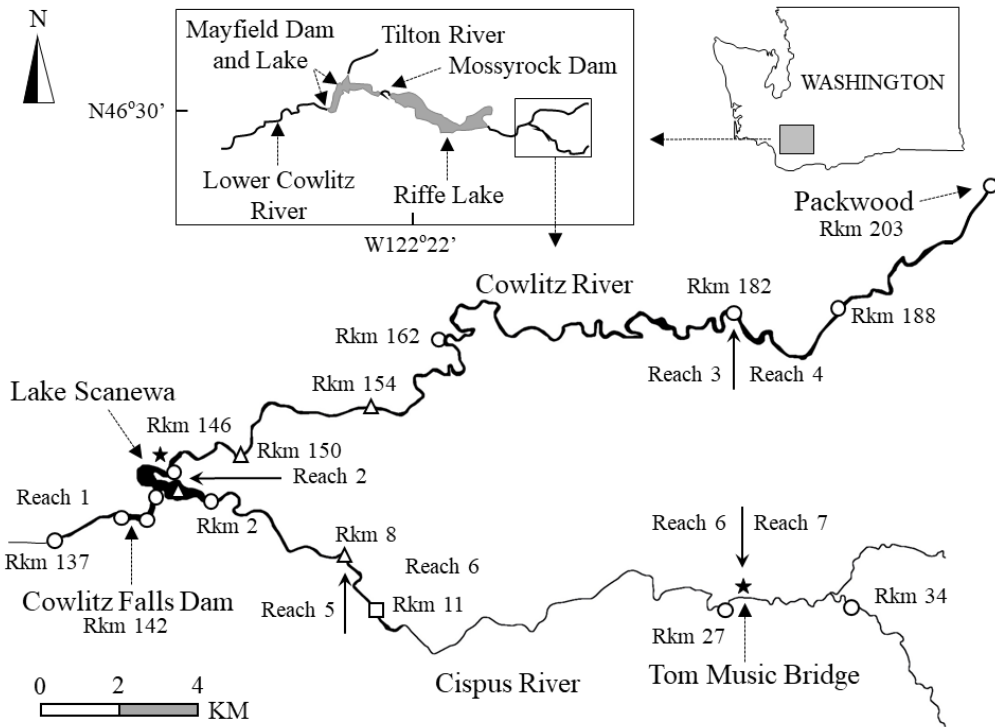 N
Mayfield Dam
and Lake
Tilton River
Mossyrock Dam
N46°30'
Lower Cowlitz
River
Riffe Lake
W122°22'
WASHINGTON
Packwood
Rkm 203
Cowlitz River
Rkm 182
Rkm 188
Rkm 162
Reach 3
Reach 4
Rkm 154
Lake Scanewa
Rkm 146
Rkm 150
Reach 2
Reach 1
Rkm 2
Rkm 137
Rkm 8
Reach 6
Reach 6
Reach 7
Cowlitz Falls Dam
Rkm 142
Reach 5
Rkm 11
Rkm 27
Rkm 34
Tom Music Bridge
Cispus River
0
2
4
KM